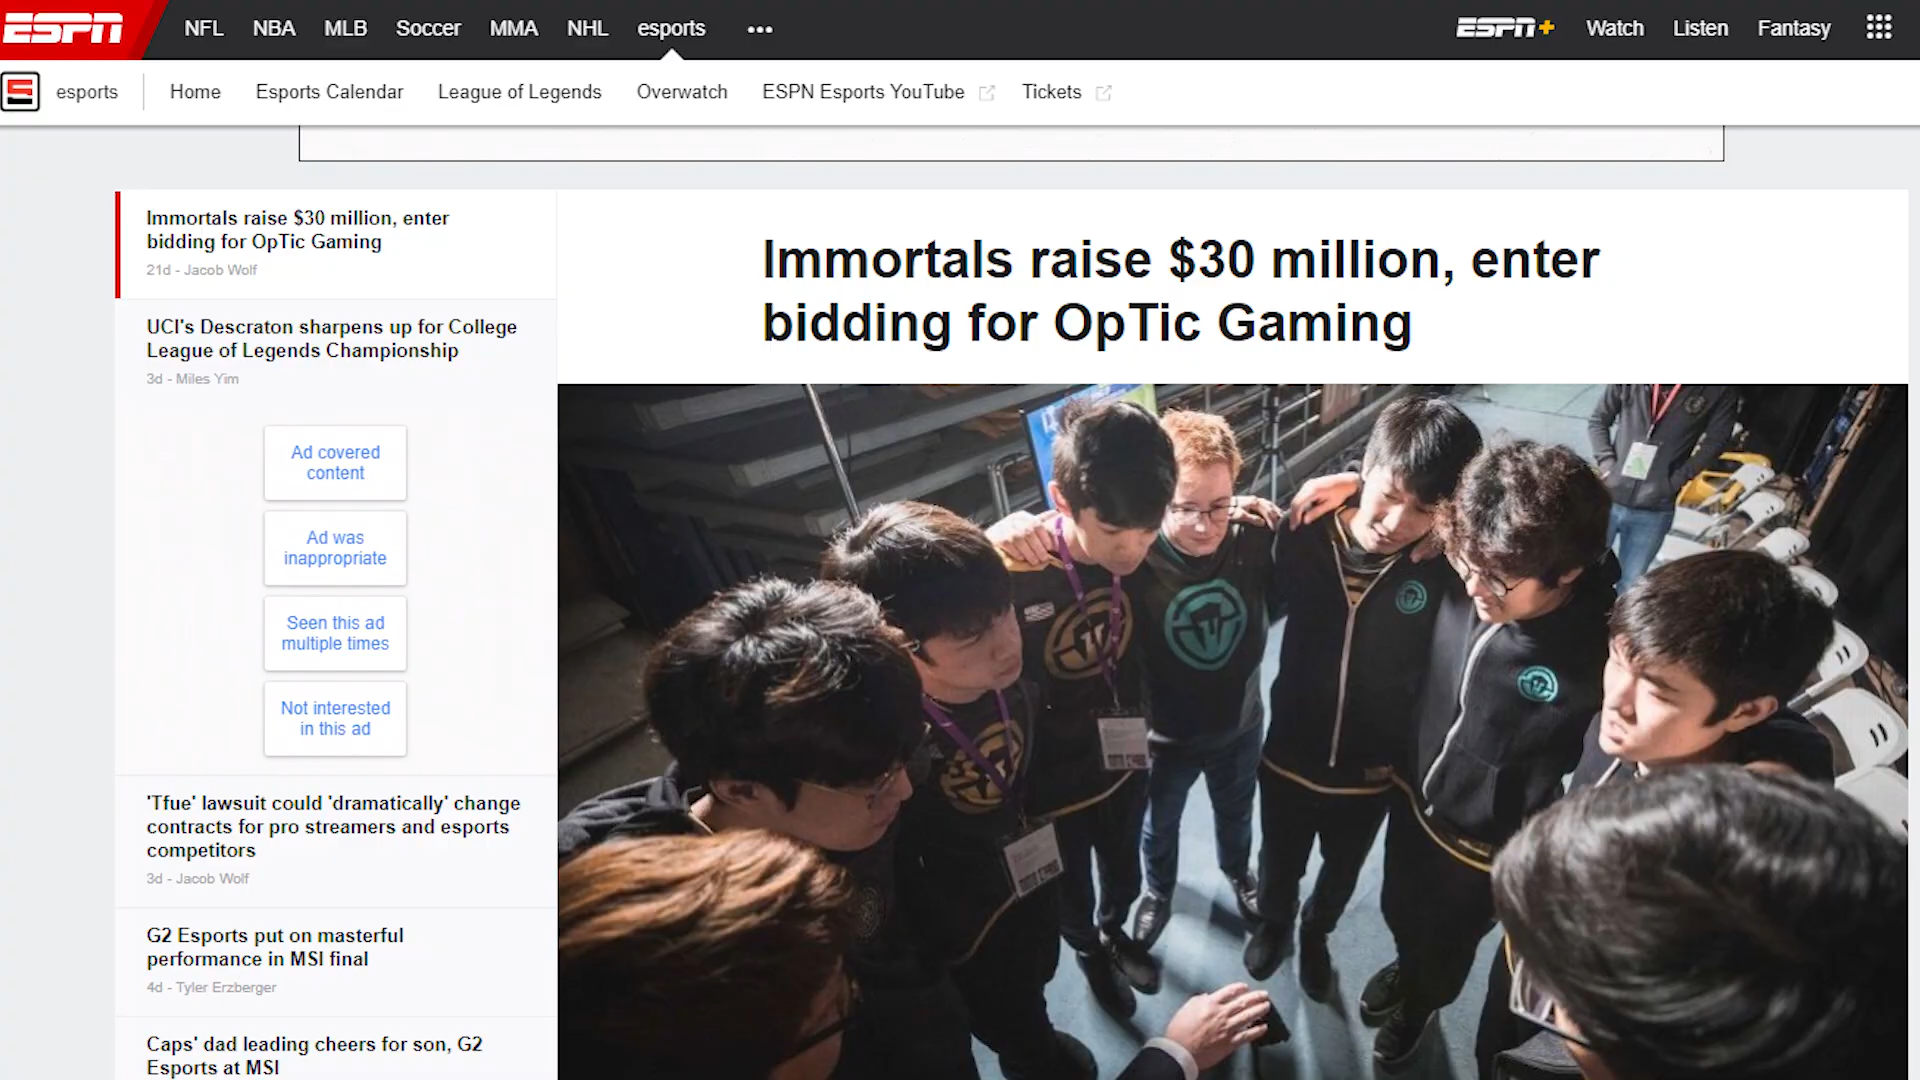 ESPN NFL NBA MLB Soccer MMA NHL esports ••• ESPN+ Watch Listen Fantasy
esports Home Esports Calendar League of Legends Overwatch ESPN Esports YouTube Tickets
Immortals raise $30 million, enter
bidding for OpTic Gaming
21d - Jacob Wolf
UCI's Descraton sharpens up for College
League of Legends Championship
3d - Miles Yim
Ad covered
content
Ad was
inappropriate
Seen this ad
multiple times
Not interested
in this ad
'Tfue' lawsuit could 'dramatically' change
contracts for pro streamers and esports
competitors
3d - Jacob Wolf
G2 Esports put on masterful
performance in MSI final
4d - Tyler Erzberger
Caps' dad leading cheers for son, G2
Esports at MSI
Immortals raise $30 million, enter
bidding for OpTic Gaming